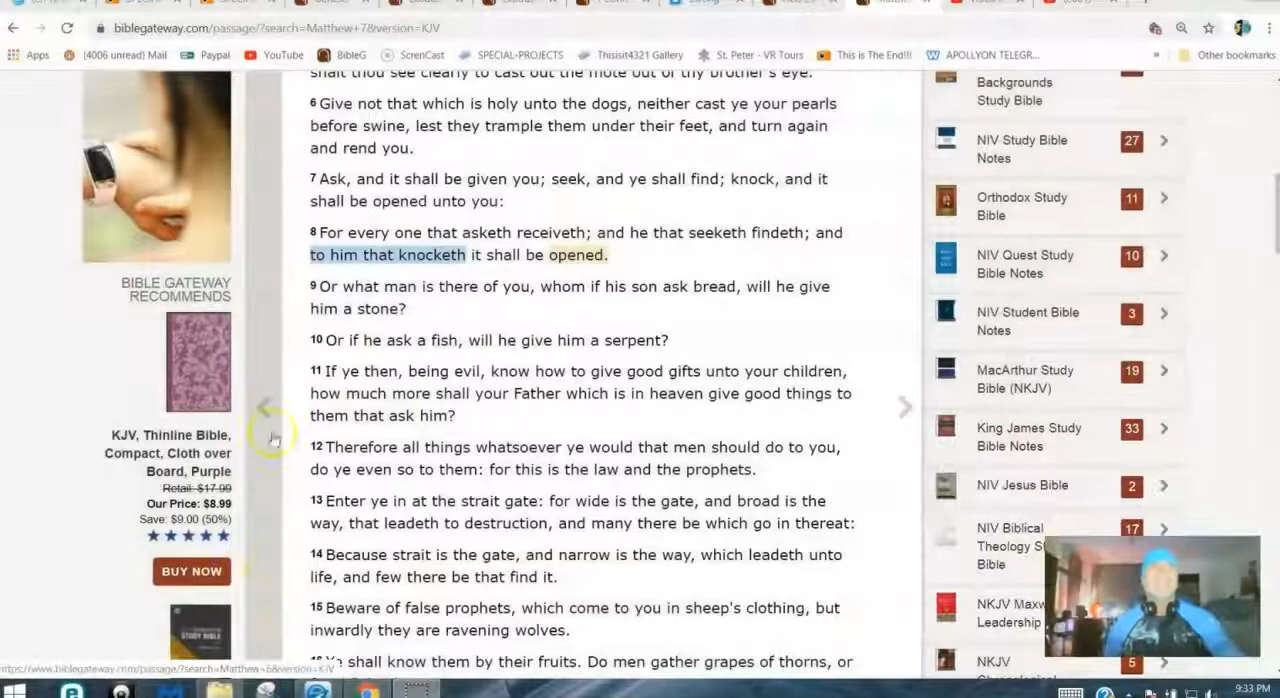 biblegateway.com/passage/?search=Matthew+7&version=KJV
Apps
(4006 unread) Mail
Paypal
YouTube
BibleG
ScrenCast
SPECIAL-PROJECTS
Thisisit4321 Gallery
St. Peter - VR Tours
This is The End!!!
APOLLYON TELEGR...
»
Other bookmarks
shalt thou see clearly to cast out the mote out of thy brother's eye.
6 Give not that which is holy unto the dogs, neither cast ye your pearls
before swine, lest they trample them under their feet, and turn again
and rend you.
7 Ask, and it shall be given you; seek, and ye shall find; knock, and it
shall be opened unto you:
8 For every one that asketh receiveth; and he that seeketh findeth; and
to him that knocketh it shall be opened.
9 Or what man is there of you, whom if his son ask bread, will he give
him a stone?
10 Or if he ask a fish, will he give him a serpent?
11 If ye then, being evil, know how to give good gifts unto your children,
how much more shall your Father which is in heaven give good things to
them that ask him?
12 Therefore all things whatsoever ye would that men should do to you,
do ye even so to them: for this is the law and the prophets.
13 Enter ye in at the strait gate: for wide is the gate, and broad is the
way, that leadeth to destruction, and many there be which go in thereat:
14 Because strait is the gate, and narrow is the way, which leadeth unto
life, and few there be that find it.
15 Beware of false prophets, which come to you in sheep's clothing, but
inwardly they are ravening wolves.
shall know them by their fruits. Do men gather grapes of thorns, or
BIBLE GATEWAY
RECOMMENDS
KJV, Thinline Bible,
Compact, Cloth over
Board, Purple
Retail: $17.99
Our Price: $8.99
Save: $9.00 (50%)
BUY NOW
STUDY BIBLE
Backgrounds
Study Bible
NIV Study Bible
Notes
27
Orthodox Study
Bible
11
NIV Quest Study
Bible Notes
10
NIV Student Bible
Notes
3
MacArthur Study
Bible (NKJV)
19
King James Study
Bible Notes
33
NIV Jesus Bible
2
NIV Biblical
Theology St
Bible
17
NKJV Maxw
Leadership
NKJV
5
https://www.biblegateway.com/passage/?search=Matthew+6&version=KJV
9:33 PM